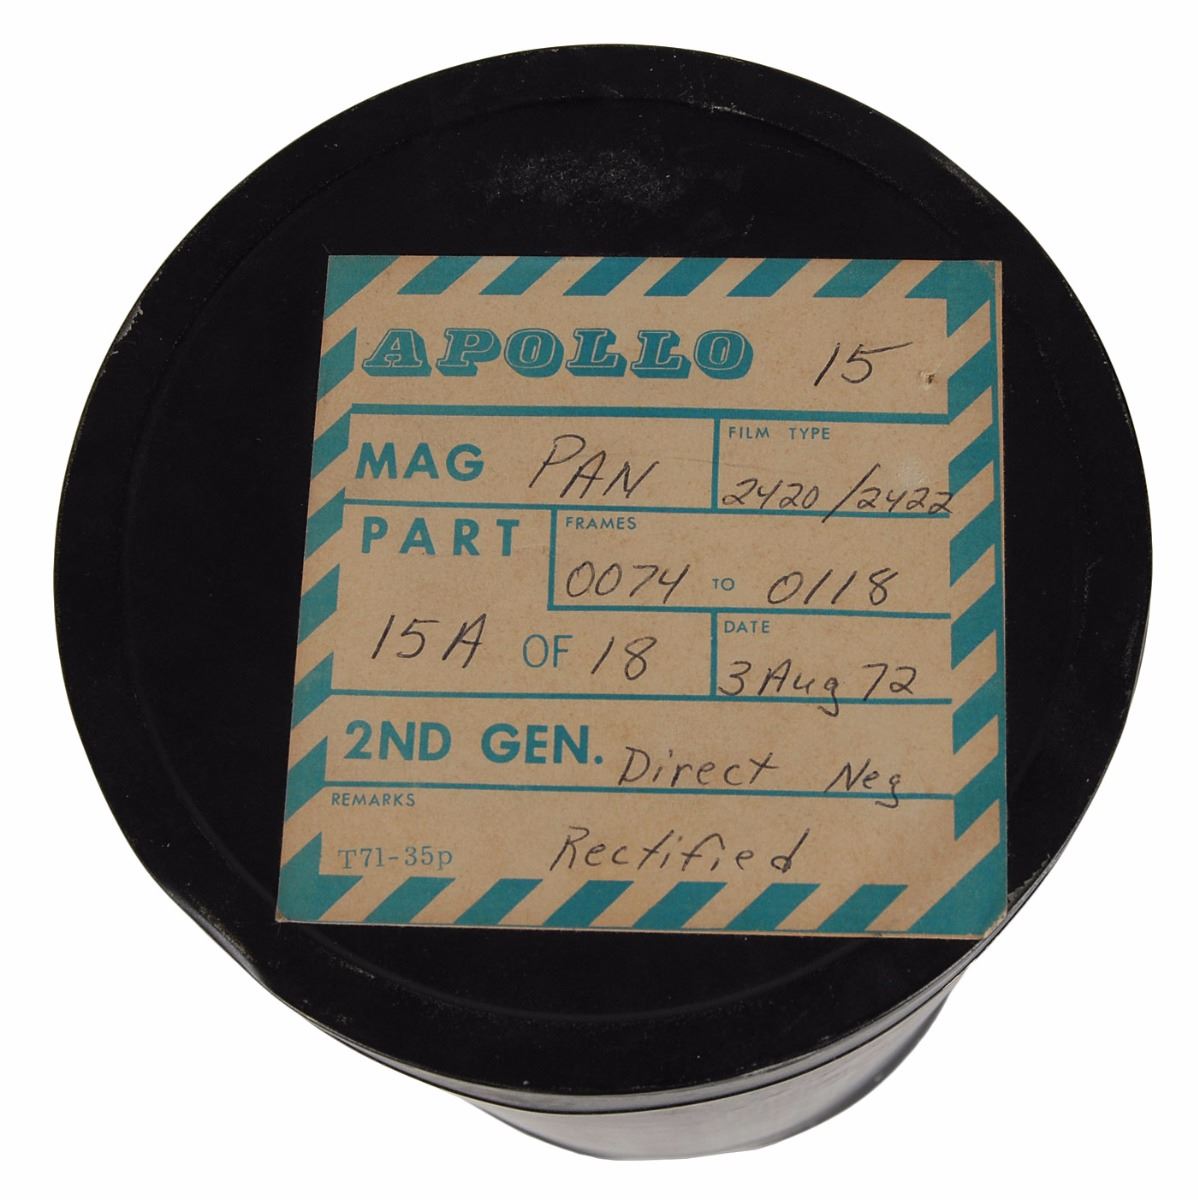 APOLLO 15
MAG PAN
FILM TYPE
2420/2422
PART
15A OF 18
FRAMES
0074 TO 0118
DATE
3 Aug 72
2ND GEN. Direct Neg
REMARKS
T71-35p Rectified